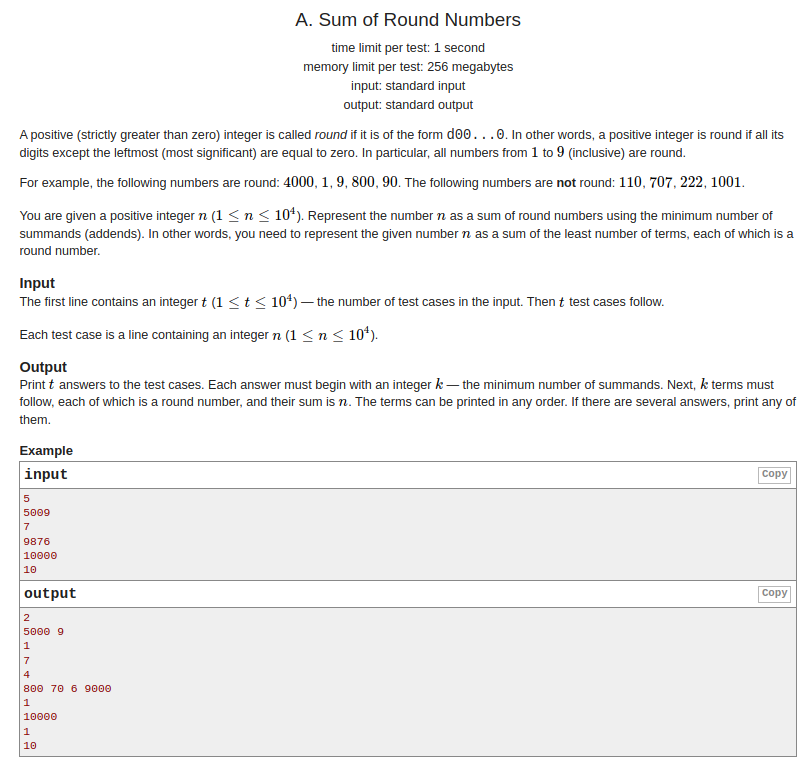 A. Sum of Round Numbers
time limit per test: 1 second
memory limit per test: 256 megabytes
input: standard input
output: standard output
A positive (strictly greater than zero) integer is called round if it is of the form d00...0. In other words, a positive integer is round if all its
digits except the leftmost (most significant) are equal to zero. In particular, all numbers from 1 to 9 (inclusive) are round.
For example, the following numbers are round: 4000, 1, 9, 800, 90. The following numbers are not round: 110, 707, 222, 1001.
You are given a positive integer n (1 ≤ n ≤ 10⁴). Represent the number n as a sum of round numbers using the minimum number of
summands (addends). In other words, you need to represent the given number n as a sum of the least number of terms, each of which is a
round number.
Input
The first line contains an integer t (1 ≤ t ≤ 10⁴) — the number of test cases in the input. Then t test cases follow.
Each test case is a line containing an integer n (1 ≤ n ≤ 10⁴).
Output
Print t answers to the test cases. Each answer must begin with an integer k — the minimum number of summands. Next, k terms must
follow, each of which is a round number, and their sum is n. The terms can be printed in any order. If there are several answers, print any of
them.
Example
input Copy
5
5009
7
9876
10000
10
output Copy
2
5000 9
1
7
4
800 70 6 9000
1
10000
1
10